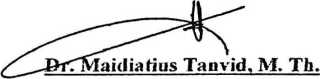 Dr. Maidiatius Tanvid, M. Th.